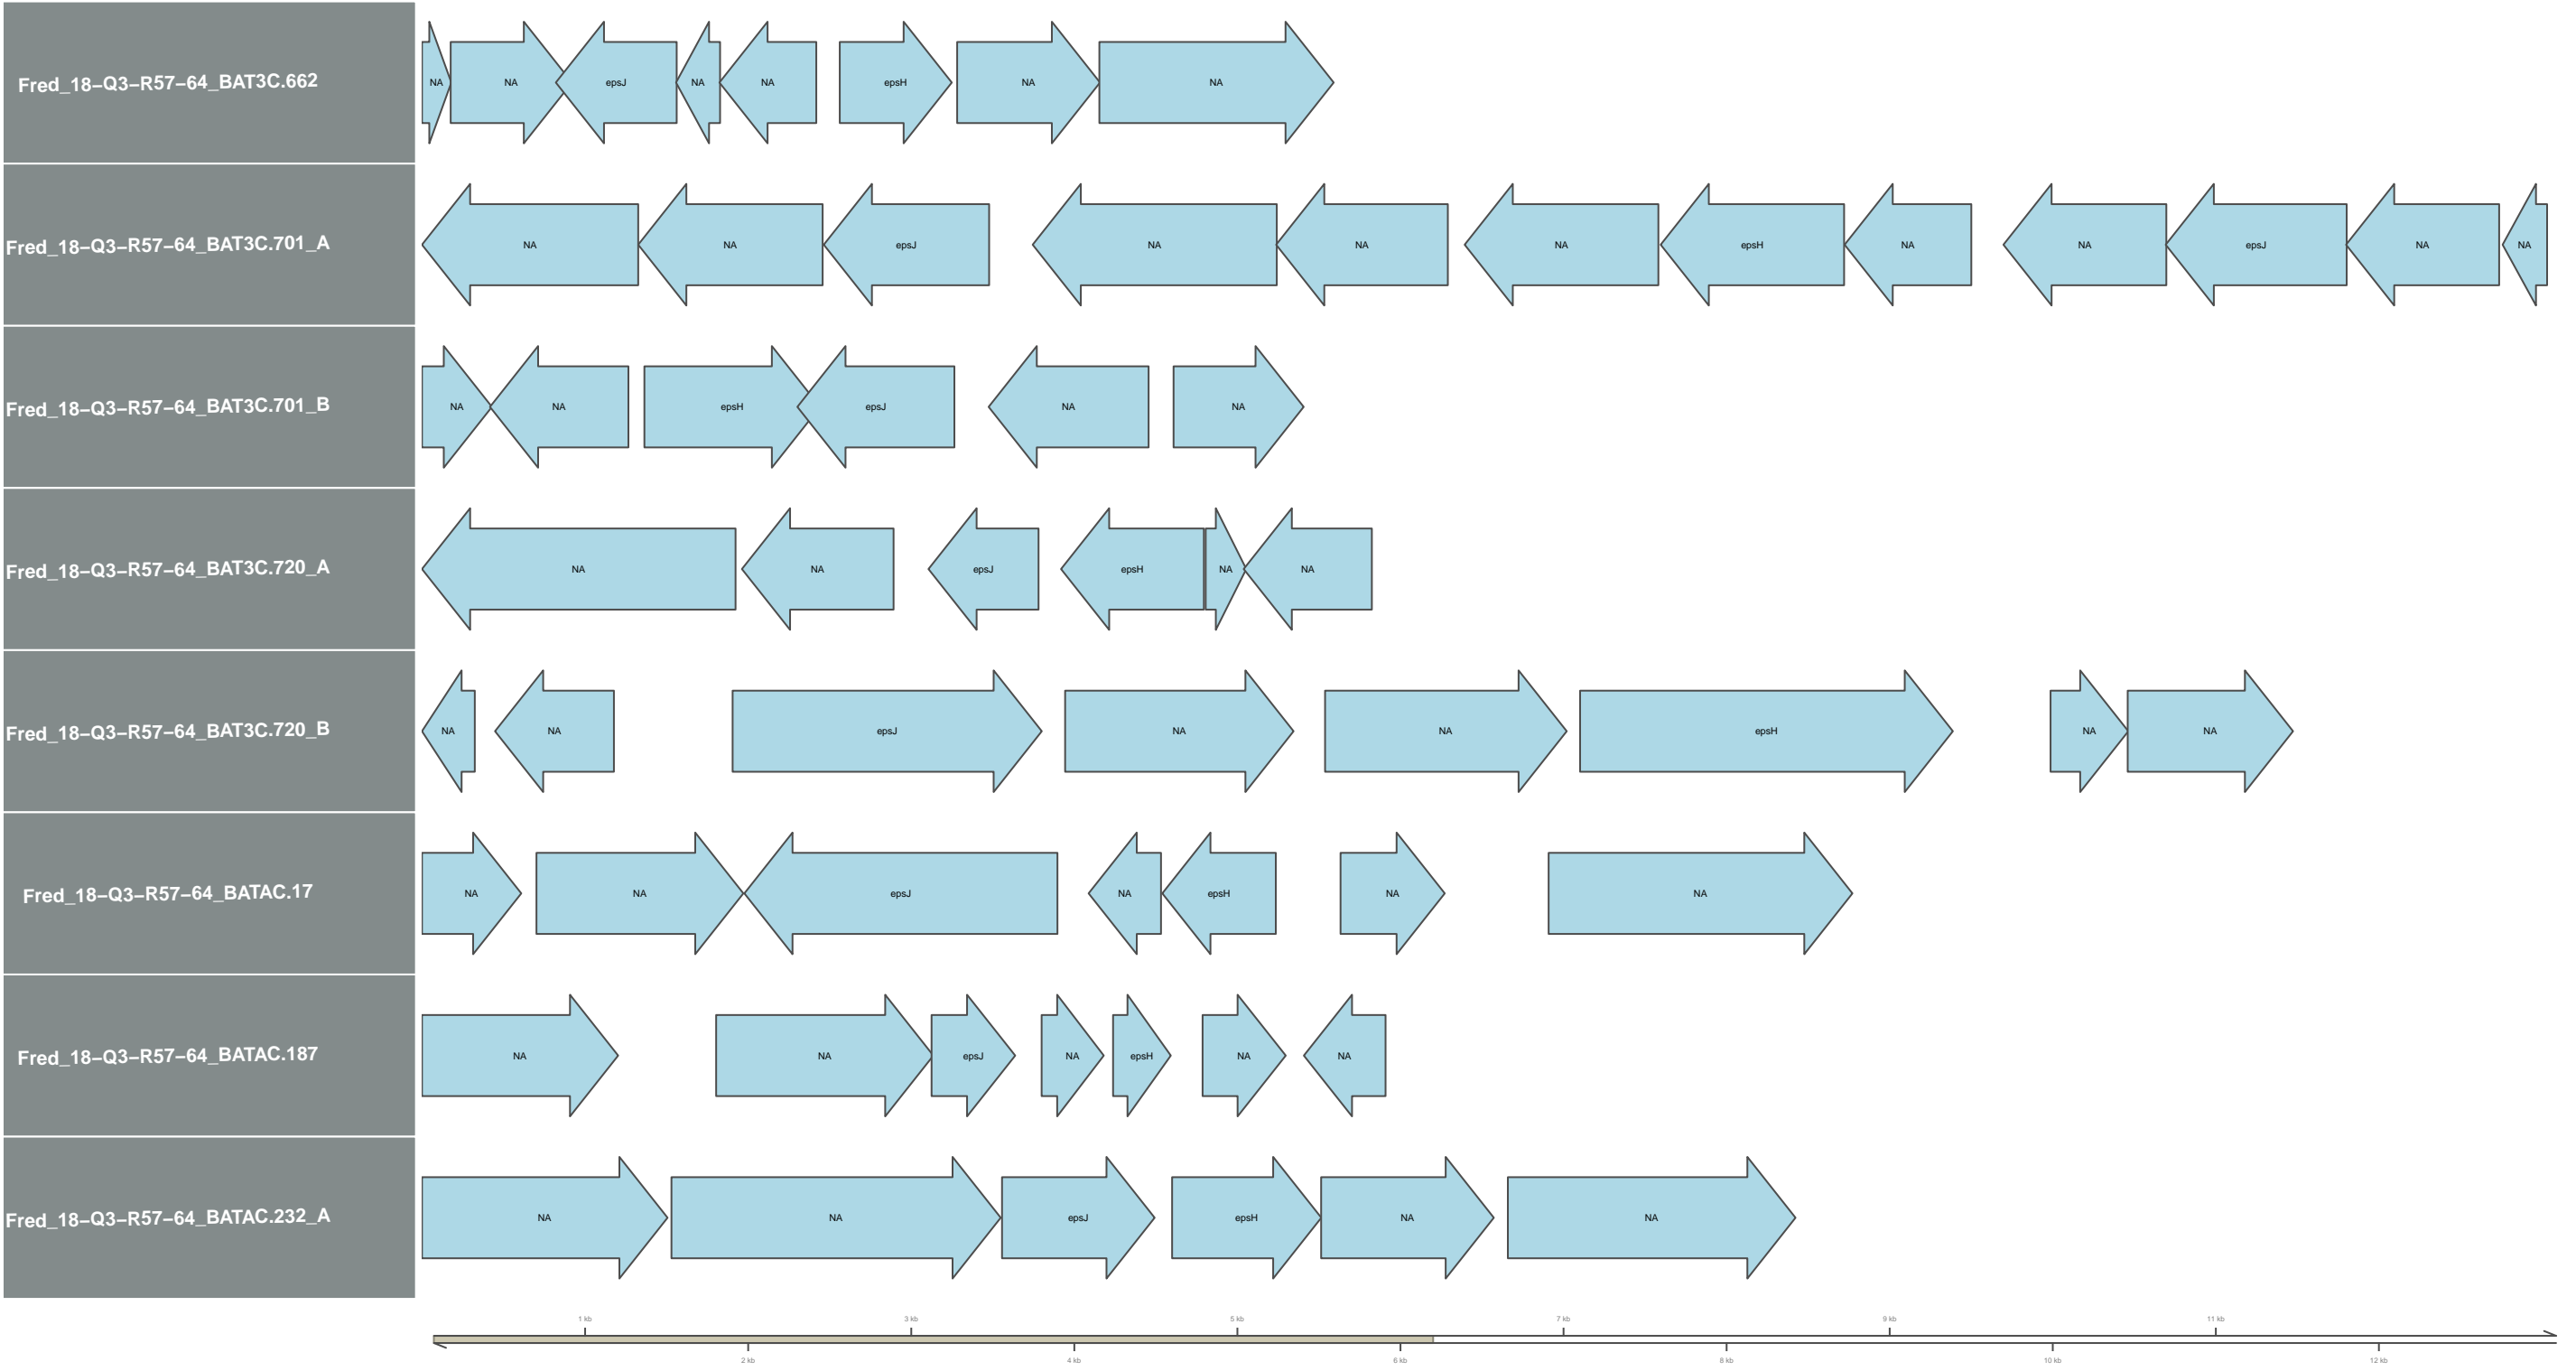 Fred_18–Q3–R57–64_BAT3C.662
NA NA epsJ NA NA epsH NA NA
Fred_18–Q3–R57–64_BAT3C.701_A
NA NA epsJ NA NA NA epsH NA NA epsJ NA NA
Fred_18–Q3–R57–64_BAT3C.701_B
NA NA epsH epsJ NA NA
Fred_18–Q3–R57–64_BAT3C.720_A
NA NA epsJ epsH NA NA
Fred_18–Q3–R57–64_BAT3C.720_B
NA NA epsJ NA NA epsH NA NA
Fred_18–Q3–R57–64_BATAC.17
NA NA epsJ NA epsH NA NA
Fred_18–Q3–R57–64_BATAC.187
NA NA epsJ NA epsH NA NA
Fred_18–Q3–R57–64_BATAC.232_A
NA NA epsJ epsH NA NA
1 kb 3 kb 5 kb 7 kb 9 kb 11 kb
2 kb 4 kb 6 kb 8 kb 10 kb 12 kb